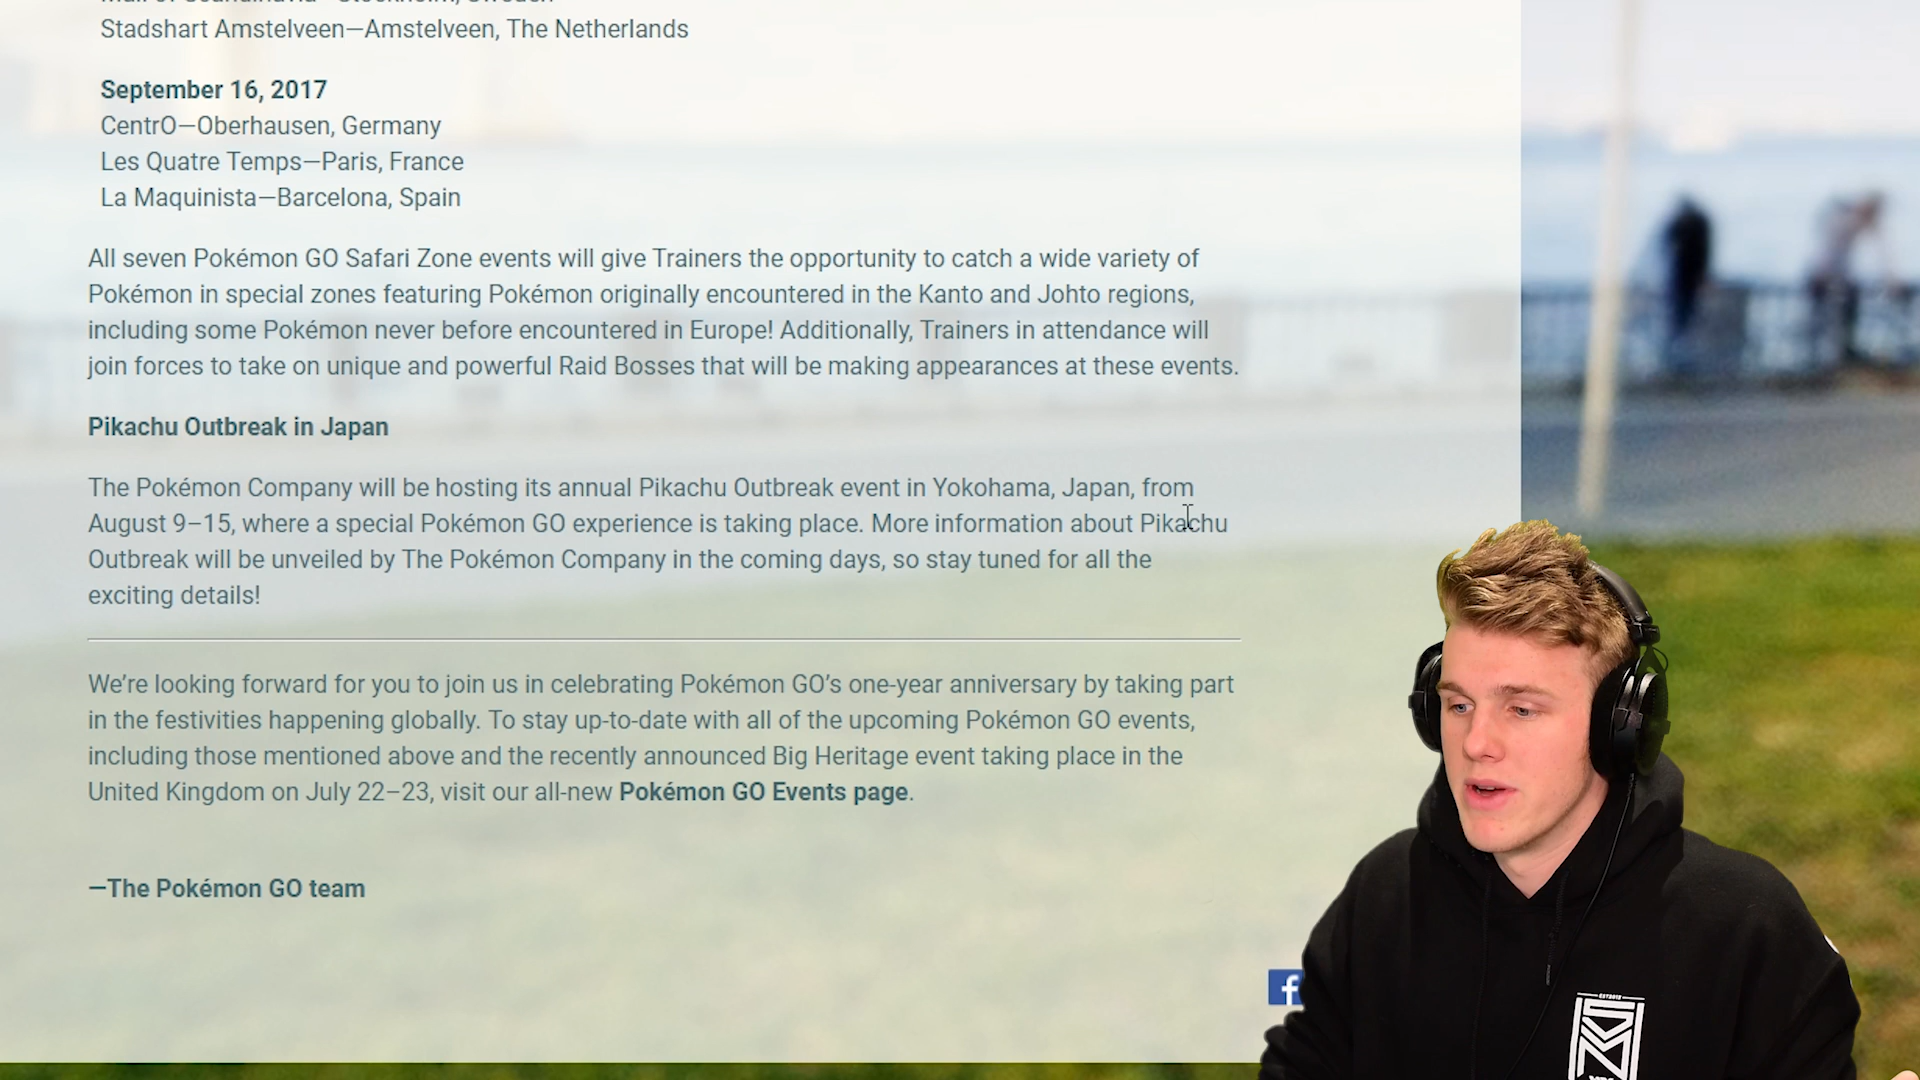 Mall of Scandinavia—Stockholm, Sweden
Stadshart Amstelveen—Amstelveen, The Netherlands
September 16, 2017
CentrO—Oberhausen, Germany
Les Quatre Temps—Paris, France
La Maquinista—Barcelona, Spain
All seven Pokémon GO Safari Zone events will give Trainers the opportunity to catch a wide variety of
Pokémon in special zones featuring Pokémon originally encountered in the Kanto and Johto regions,
including some Pokémon never before encountered in Europe! Additionally, Trainers in attendance will
join forces to take on unique and powerful Raid Bosses that will be making appearances at these events.
Pikachu Outbreak in Japan
The Pokémon Company will be hosting its annual Pikachu Outbreak event in Yokohama, Japan, from
August 9–15, where a special Pokémon GO experience is taking place. More information about Pikachu
Outbreak will be unveiled by The Pokémon Company in the coming days, so stay tuned for all the
exciting details!
We’re looking forward for you to join us in celebrating Pokémon GO’s one-year anniversary by taking part
in the festivities happening globally. To stay up-to-date with all of the upcoming Pokémon GO events,
including those mentioned above and the recently announced Big Heritage event taking place in the
United Kingdom on July 22–23, visit our all-new Pokémon GO Events page.
—The Pokémon GO team
f